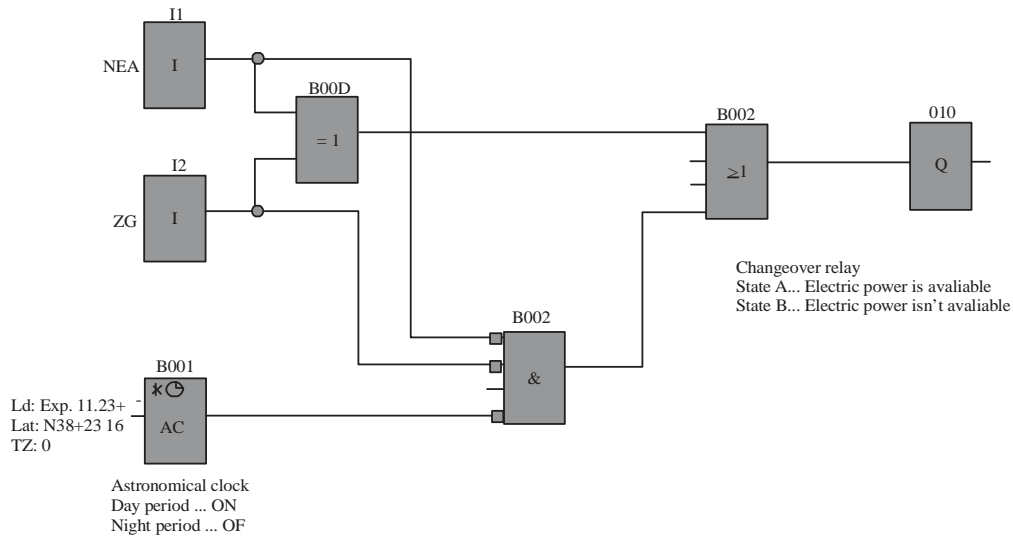 I1
NEA
I
B00D
= 1
I2
ZG
I
B002
≥1
010
Q
Changeover relay
State A... Electric power is avaliable
State B... Electric power isn't avaliable
B002
&
B001
AC
Ld: Exp. 11.23+
Lat: N38+23 16
TZ: 0
Astronomical clock
Day period ... ON
Night period ... OF